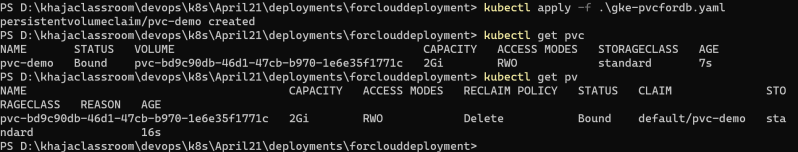 PS D:\khajaclassroom\devops\k8s\April21\deployments\forclouddeployment> kubectl apply -f .\gke-pvcfordb.yaml
persistentvolumeclaim/pvc-demo created
PS D:\khajaclassroom\devops\k8s\April21\deployments\forclouddeployment> kubectl get pvc
NAME STATUS VOLUME CAPACITY ACCESS MODES STORAGECLASS AGE
pvc-demo Bound pvc-bd9c90db-46d1-47cb-b970-1e6e35f1771c 2Gi RWO standard 7s
PS D:\khajaclassroom\devops\k8s\April21\deployments\forclouddeployment> kubectl get pv
NAME CAPACITY ACCESS MODES RECLAIM POLICY STATUS CLAIM STO
RAGECLASS REASON AGE
pvc-bd9c90db-46d1-47cb-b970-1e6e35f1771c 2Gi RWO Delete Bound default/pvc-demo sta
ndard 16s
PS D:\khajaclassroom\devops\k8s\April21\deployments\forclouddeployment>